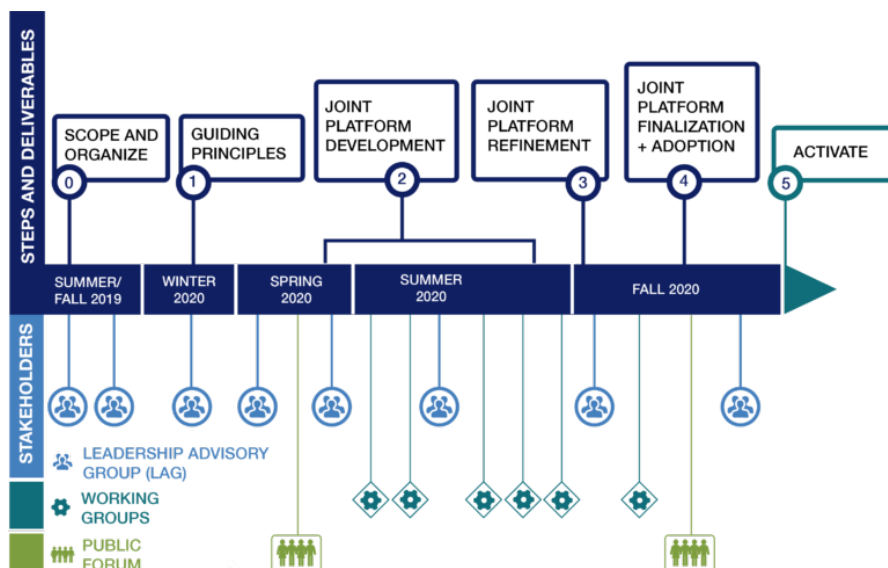 STEPS AND DELIVERABLES
SCOPE AND
ORGANIZE
0
GUIDING
PRINCIPLES
1
JOINT
PLATFORM
DEVELOPMENT
2
JOINT
PLATFORM
REFINEMENT
3
JOINT
PLATFORM
FINALIZATION
+ ADOPTION
4
ACTIVATE
5
SUMMER/
FALL 2019
WINTER
2020
SPRING
2020
SUMMER
2020
FALL 2020
STAKEHOLDERS
LEADERSHIP ADVISORY
GROUP (LAG)
WORKING
GROUPS
PUBLIC
FORUM